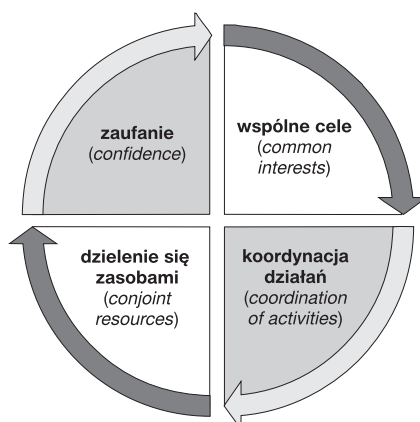 zaufanie
(confidence)
wspólne cele
(common
interests)
dzielenie się
zasobami
(conjoint
resources)
koordynacja
działań
(coordination
of activities)